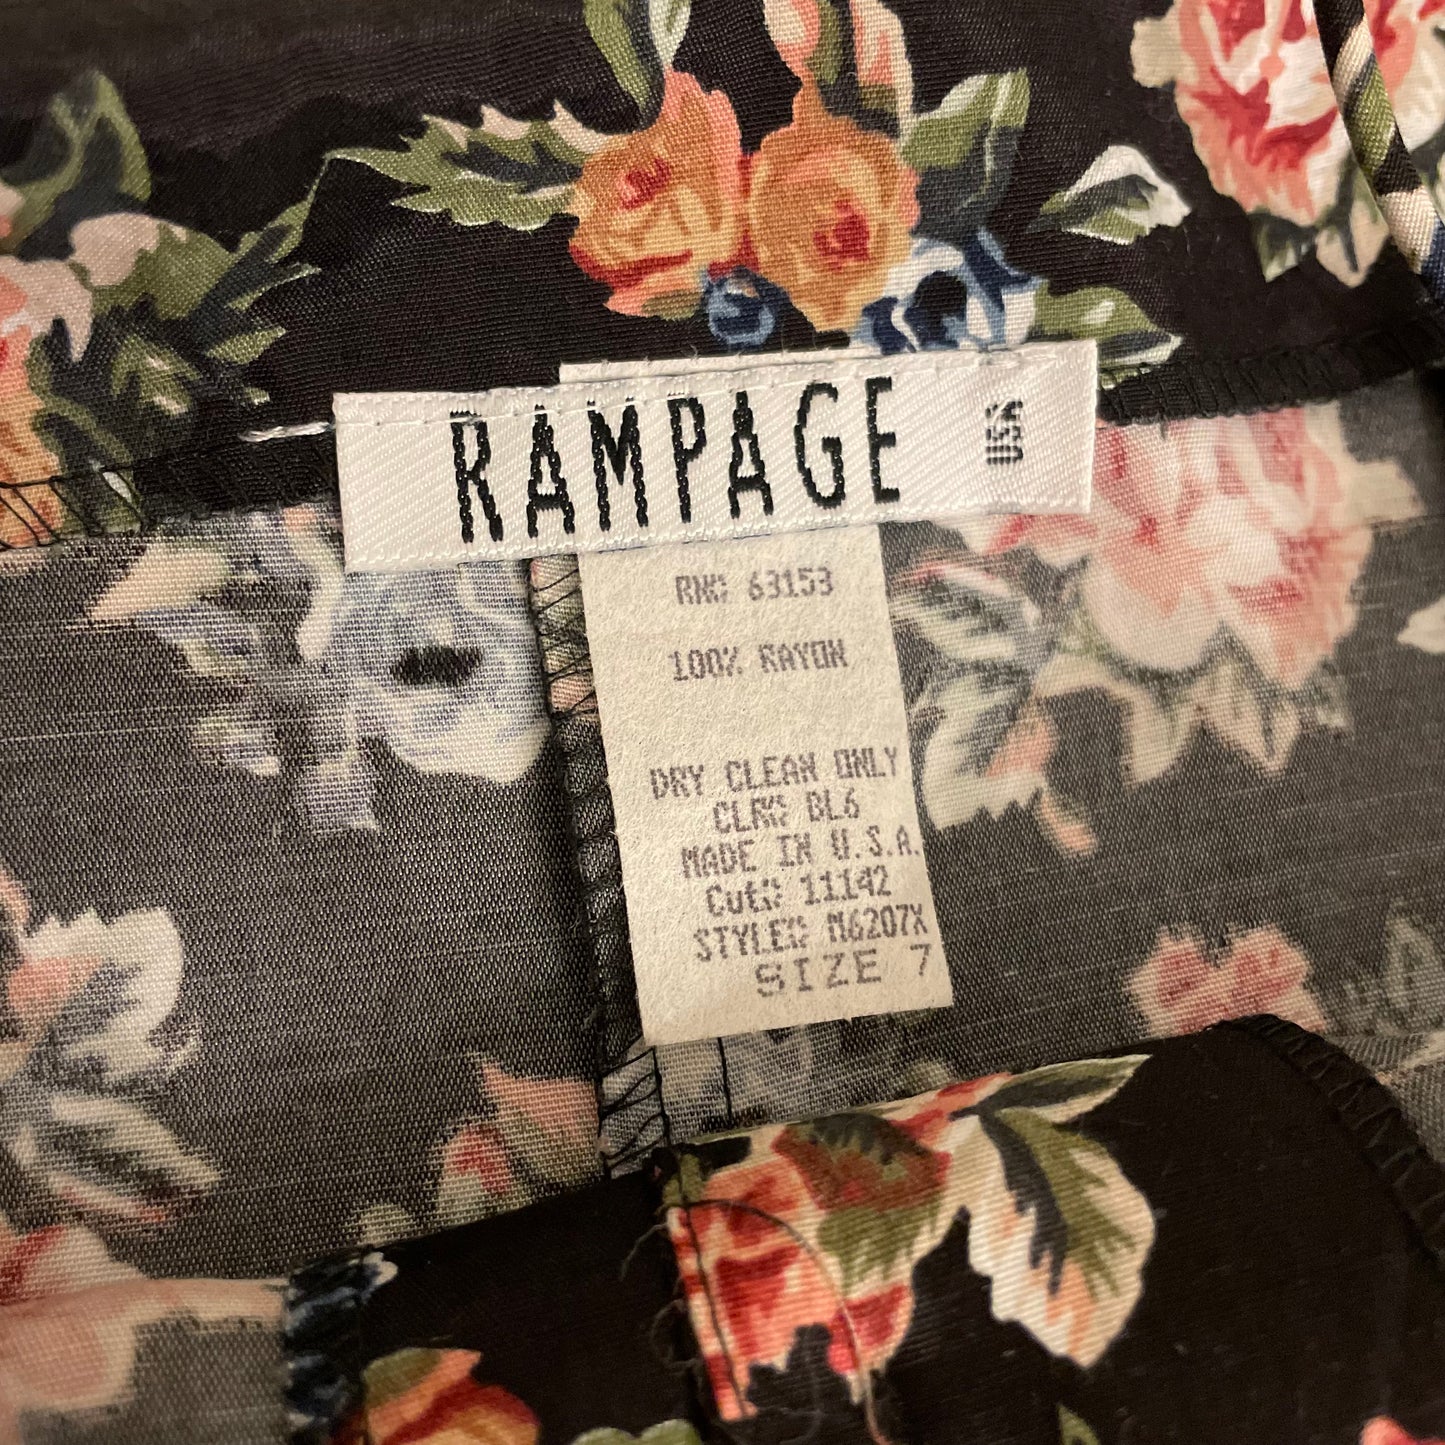 RAMPAGE
USA
RN# 63153
100% RAYON
DRY CLEAN ONLY
CLR# BL6
MADE IN U.S.A.
Cut# 11142
STYLE# M6207X
SIZE 7